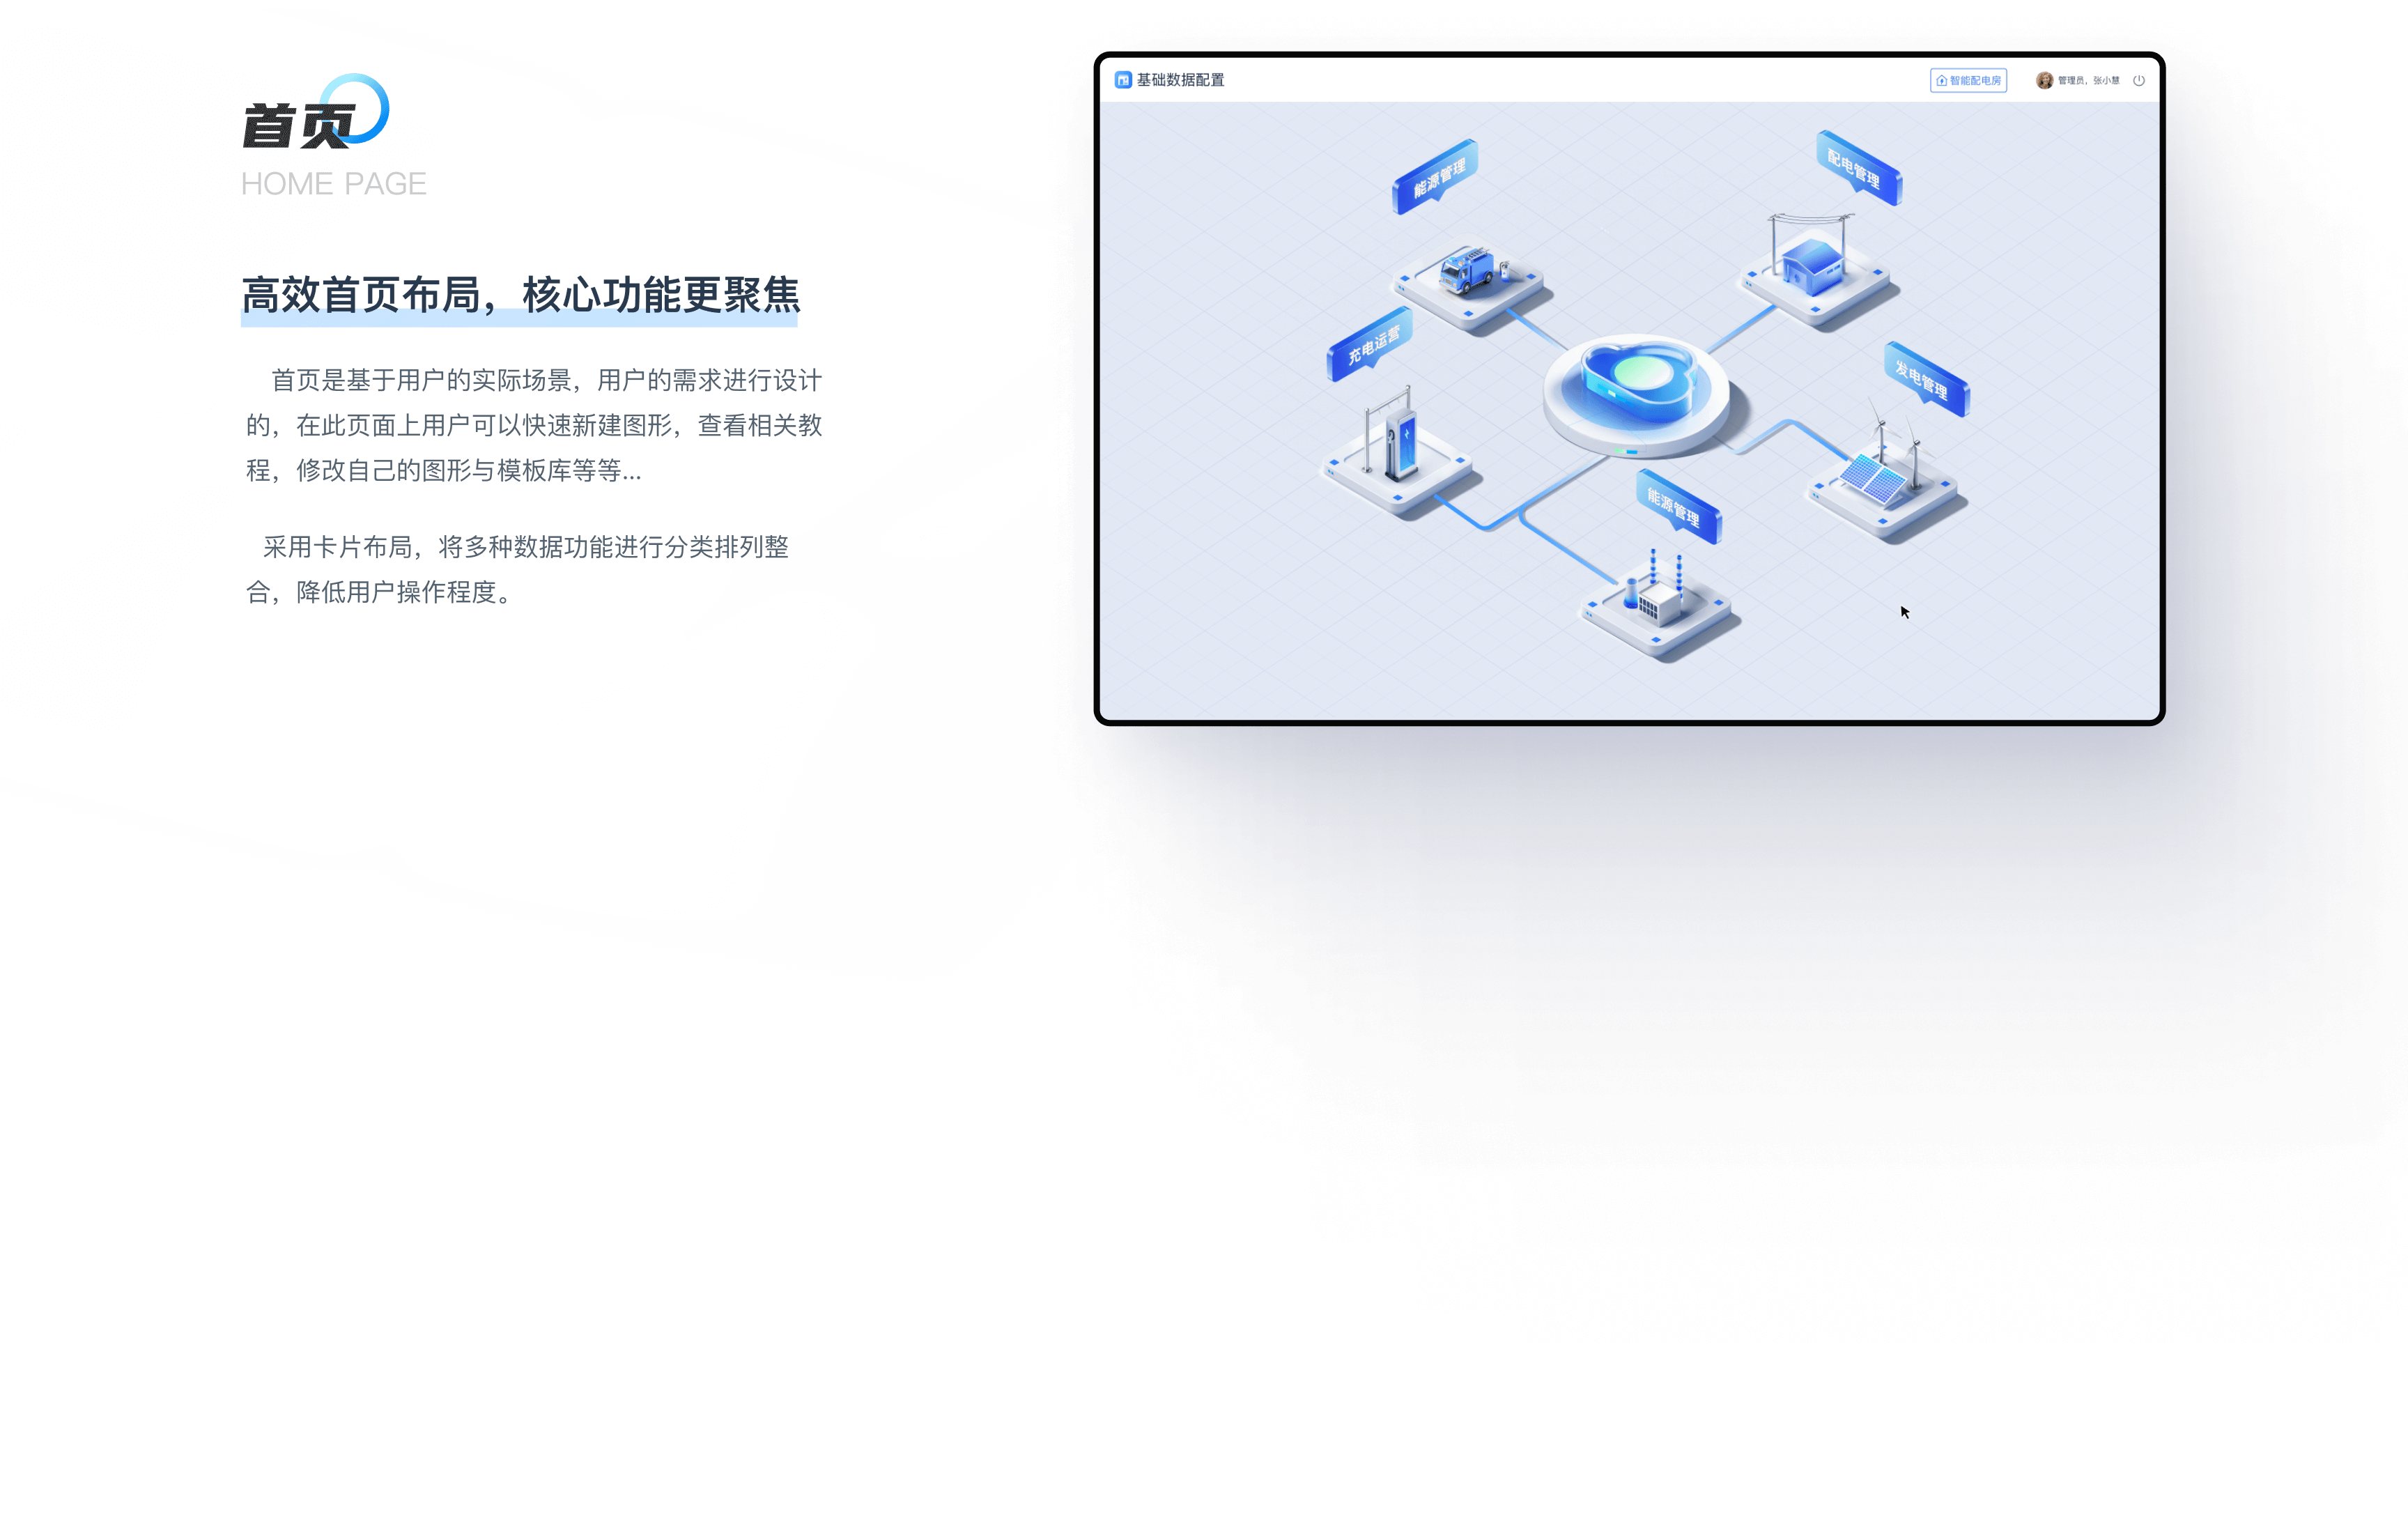 首页
HOME PAGE
高效首页布局，核心功能更聚焦
首页是基于用户的实际场景，用户的需求进行设计
的，在此页面上用户可以快速新建图形，查看相关教
程，修改自己的图形与模板库等等...
采用卡片布局，将多种数据功能进行分类排列整
合，降低用户操作程度。
基础数据配置
智能配电房
管理员，张小慧
能源管理
配电管理
充电运营
发电管理
能源管理